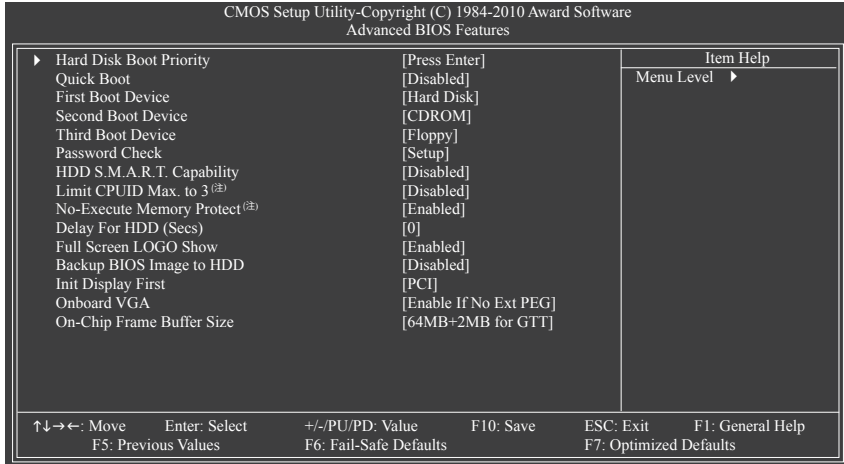 CMOS Setup Utility-Copyright (C) 1984-2010 Award Software
Advanced BIOS Features
Hard Disk Boot Priority [Press Enter]
Quick Boot [Disabled]
First Boot Device [Hard Disk]
Second Boot Device [CDROM]
Third Boot Device [Floppy]
Password Check [Setup]
HDD S.M.A.R.T. Capability [Disabled]
Limit CPUID Max. to 3 (注) [Disabled]
No-Execute Memory Protect (注) [Enabled]
Delay For HDD (Secs) [0]
Full Screen LOGO Show [Enabled]
Backup BIOS Image to HDD [Disabled]
Init Display First [PCI]
Onboard VGA [Enable If No Ext PEG]
On-Chip Frame Buffer Size [64MB+2MB for GTT]
Item Help
Menu Level
↑↓→←: Move Enter: Select +/-/PU/PD: Value F10: Save ESC: Exit F1: General Help
F5: Previous Values F6: Fail-Safe Defaults F7: Optimized Defaults